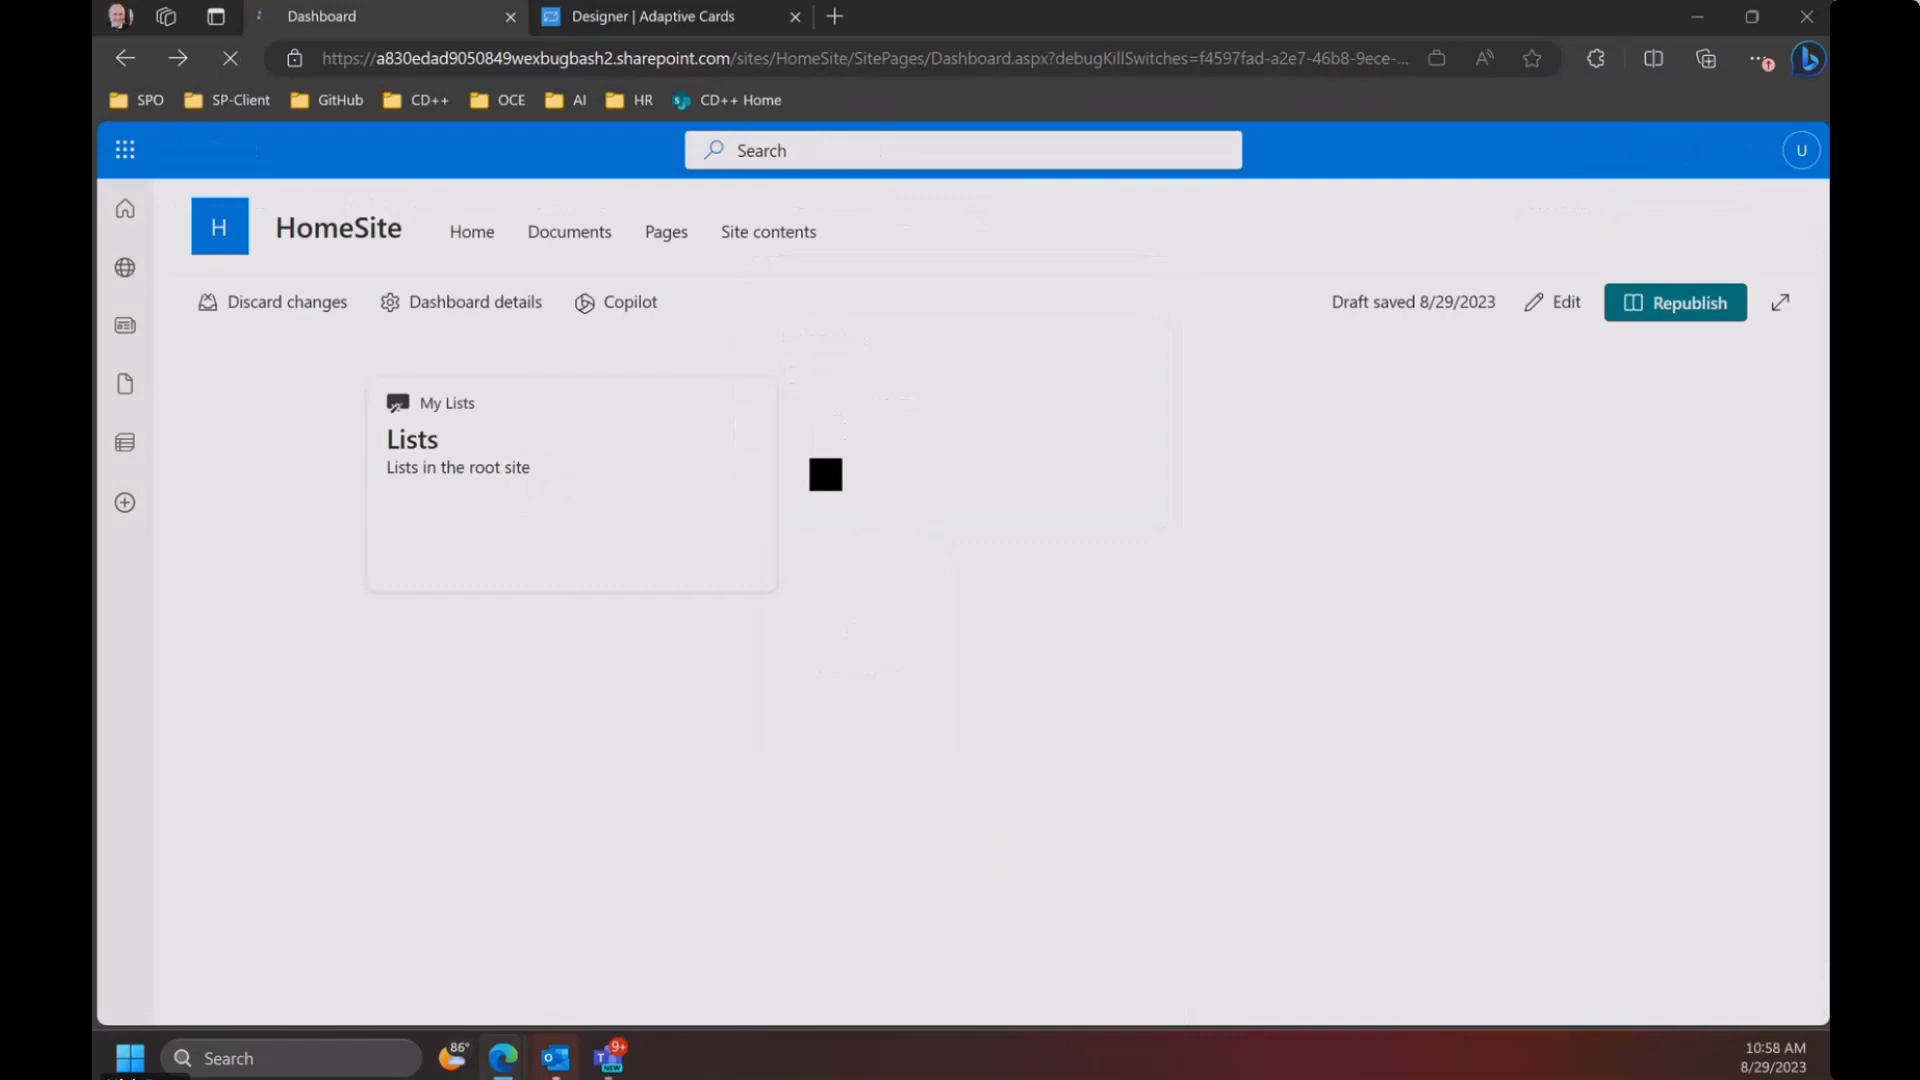 Dashboard
Designer | Adaptive Cards
https://a830edad9050849wexbugbash2.sharepoint.com/sites/HomeSite/SitePages/Dashboard.aspx?debugKillSwitches=f4597fad-a2e7-46b8-9ece-...
SPO SP-Client GitHub CD++ OCE AI HR CD++ Home
Search
U
H
HomeSite
Home Documents Pages Site contents
Discard changes Dashboard details Copilot
Draft saved 8/29/2023 Edit Republish
My Lists
Lists
Lists in the root site
Search
86°
9+
NEW
10:58 AM
8/29/2023